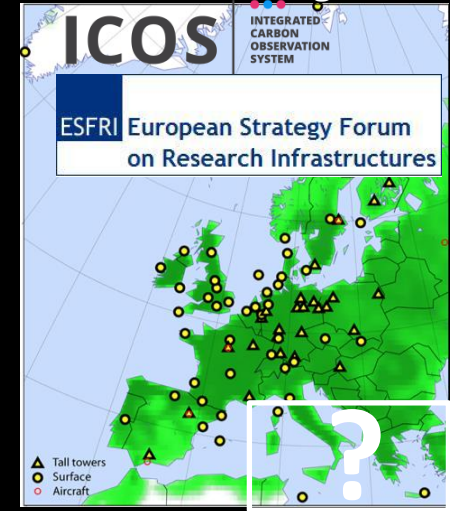 ICOS
INTEGRATED
CARBON
OBSERVATION
SYSTEM
ESFRI
European Strategy Forum
on Research Infrastructures
?
Tall towers
Surface
Aircraft